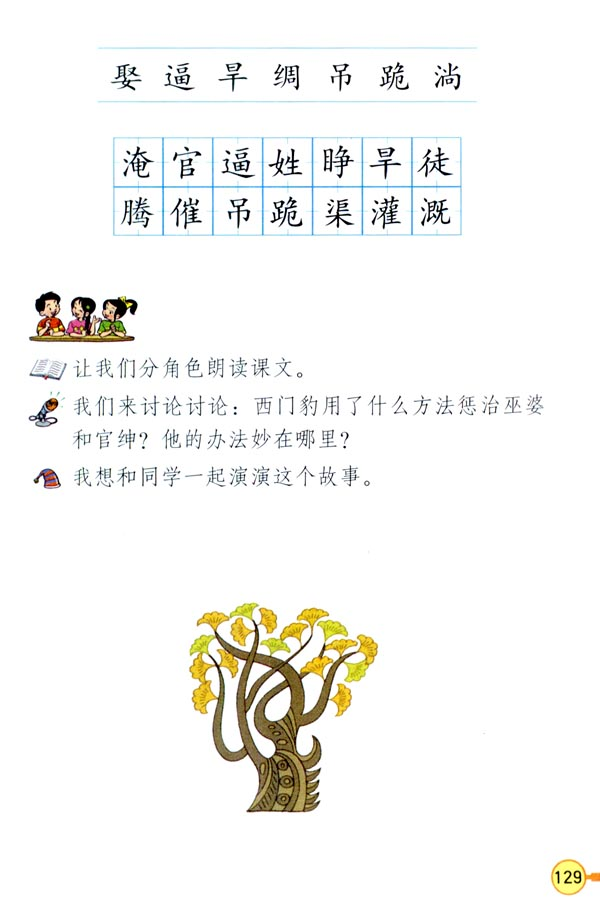 娶 逼 旱 绸 吊 跪 淌
淹 官 逼 姓 睁 旱 徒
腾 催 吊 跪 渠 灌 溉
让我们分角色朗读课文。
我们来讨论讨论：西门豹用了什么方法惩治巫婆
和官绅？他的办法妙在哪里？
我想和同学一起演演这个故事。
129